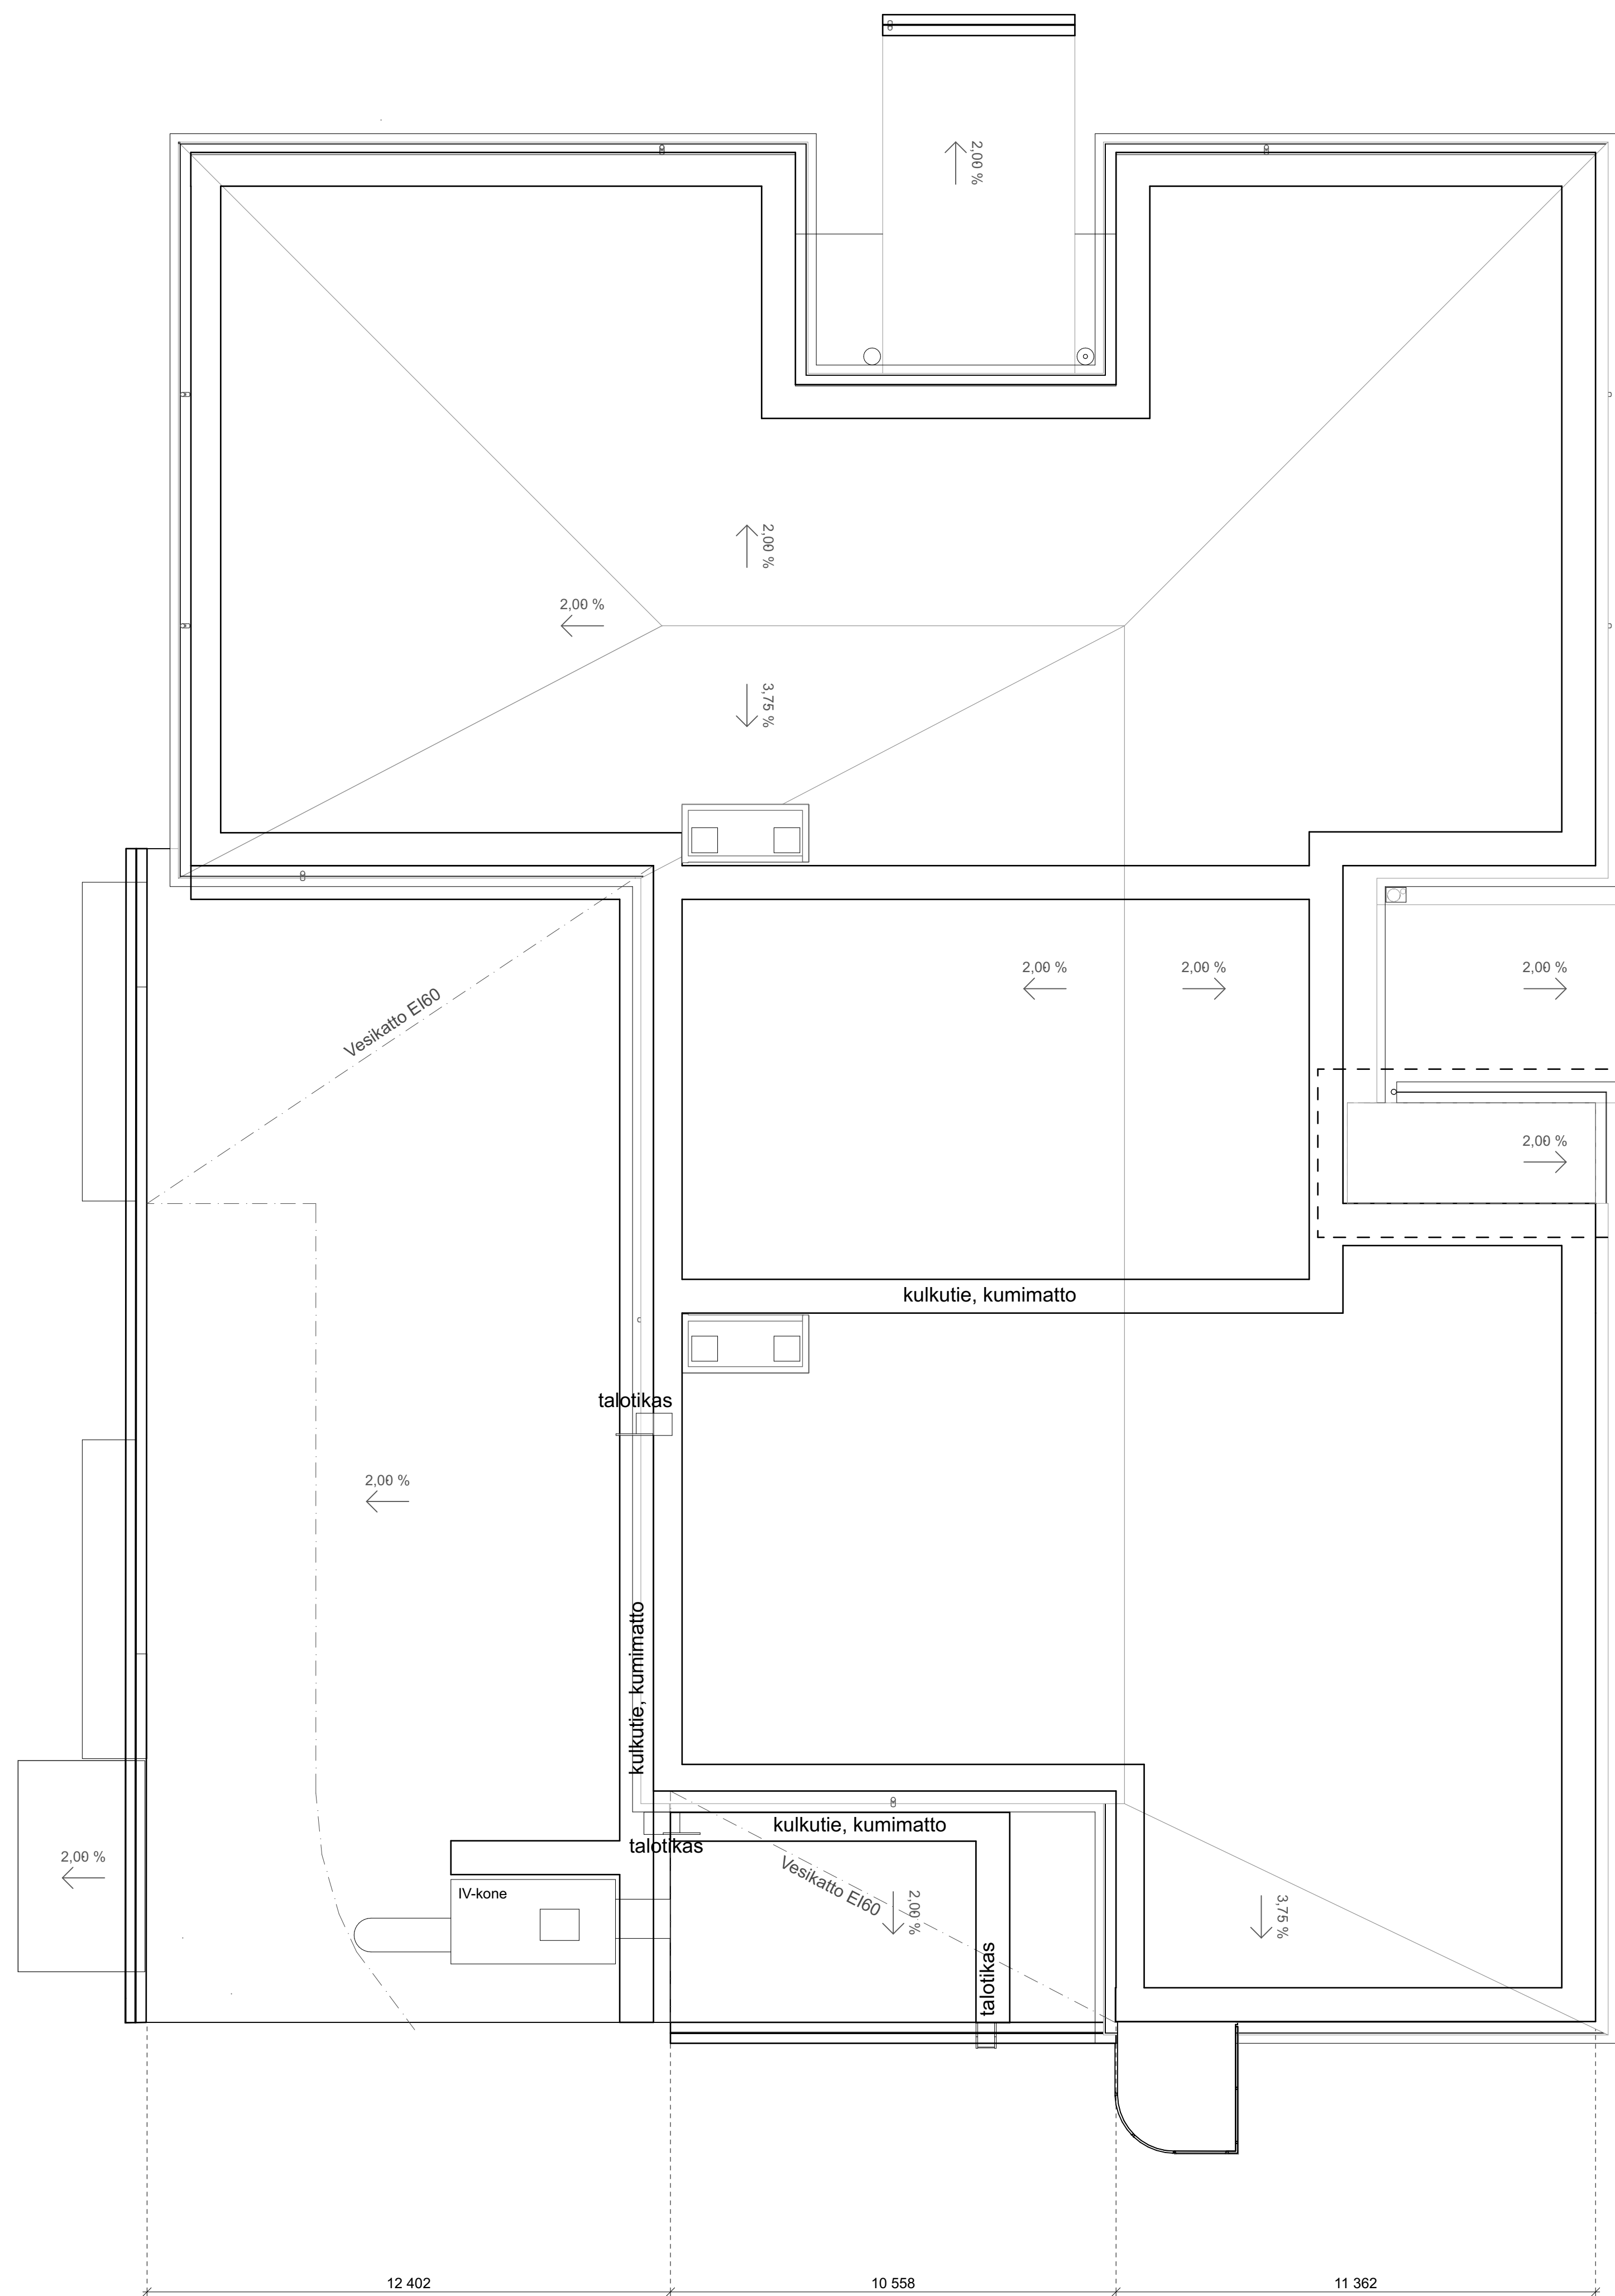 2,00 %
2,00 %
2,00 %
3,75 %
2,00 %
2,00 %
2,00 %
Vesikatto EI60
2,00 %
kulkutie, kumimatto
talotikas
2,00 %
kulkutie, kumimatto
kulkutie, kumimatto
talotikas
2,00 %
Vesikatto EI60
IV-kone
2,00 %
3,75 %
talotikas
12 402
10 558
11 362